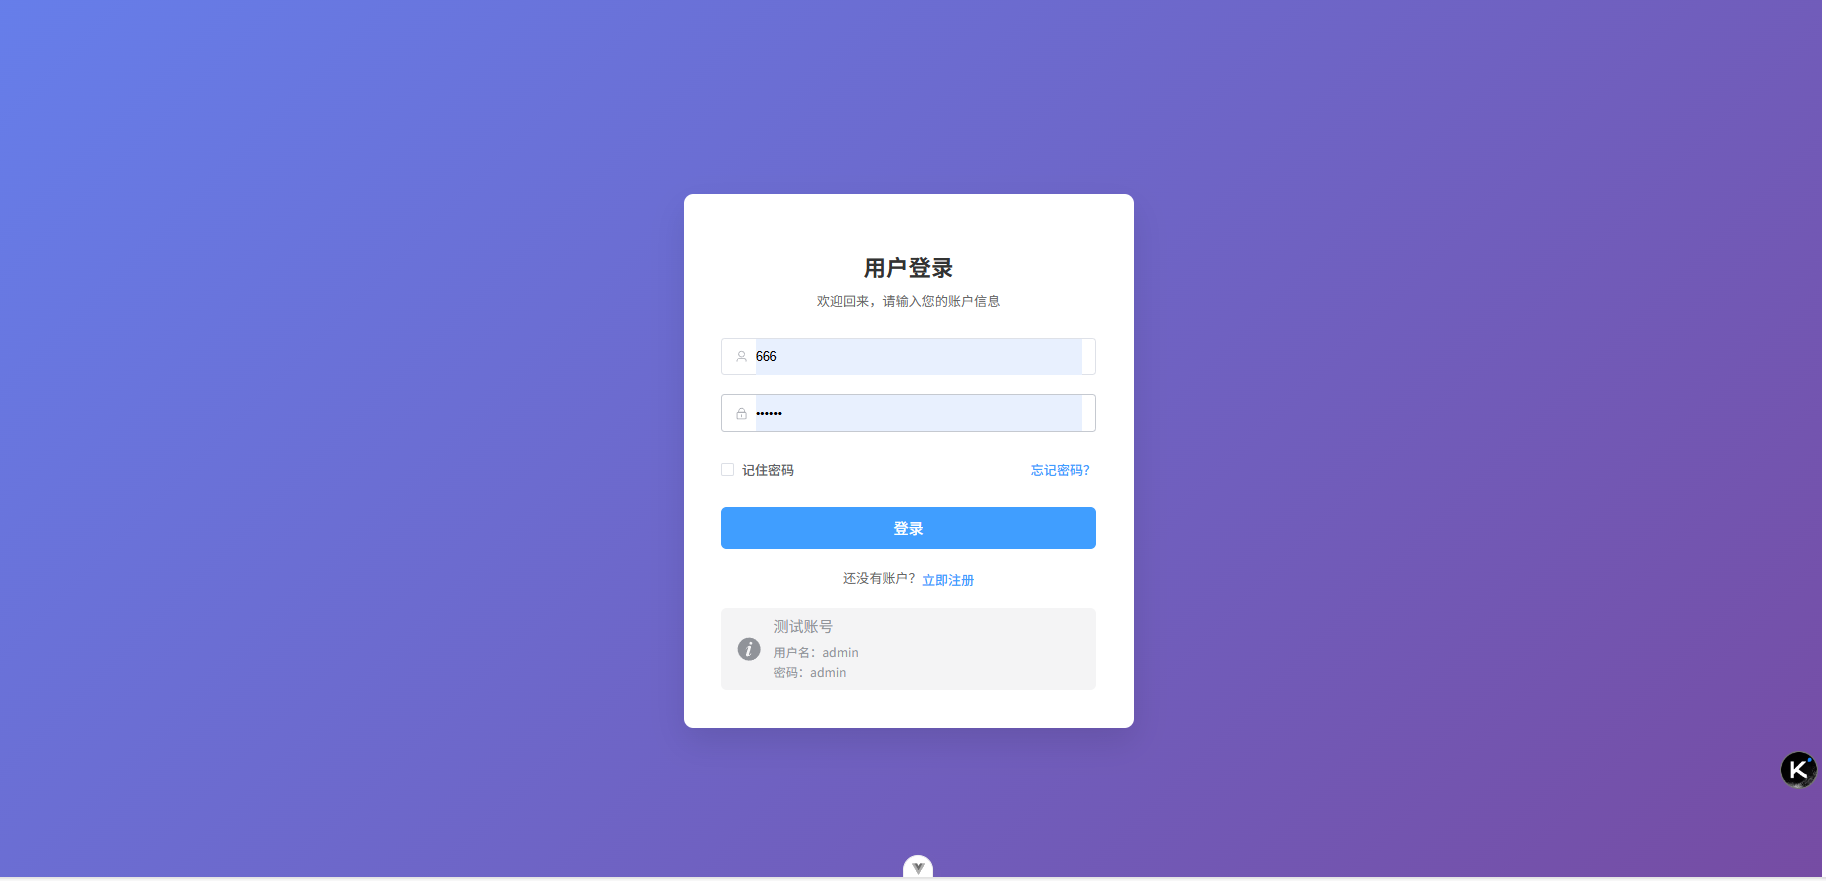 用户登录
欢迎回来，请输入您的账户信息
666
••••••
记住密码
忘记密码？
登录
还没有账户？ 立即注册
测试账号
用户名：admin
密码：admin